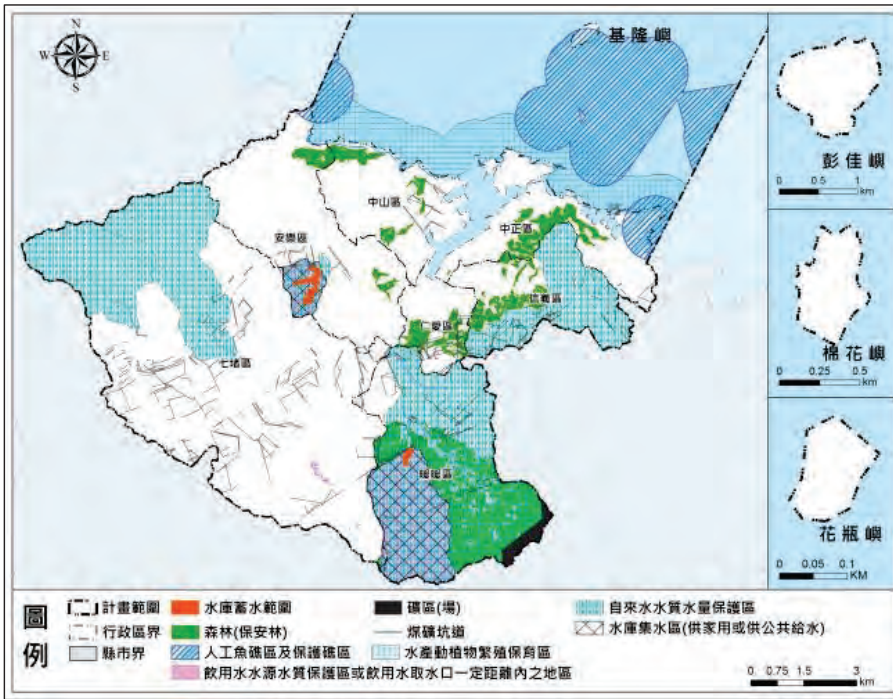 N
W E
S
基隆嶼
中山區
中正區
安樂區
信義區
仁愛區
七堵區
暖暖區
彭佳嶼
0 0.5 1
km
棉花嶼
0 0.25 0.5
KM
花瓶嶼
0 0.05 0.1
KM
圖例
計畫範圍
水庫蓄水範圍
礦區(場)
自來水水質水量保護區
行政區界
森林(保安林)
煤礦坑道
水庫集水區(供家用或供公共給水)
縣市界
人工魚礁區及保護礁區
水產動植物繁殖保育區
飲用水水源水質保護區或飲用水取水口一定距離內之地區
0 0.75 1.5 3
km